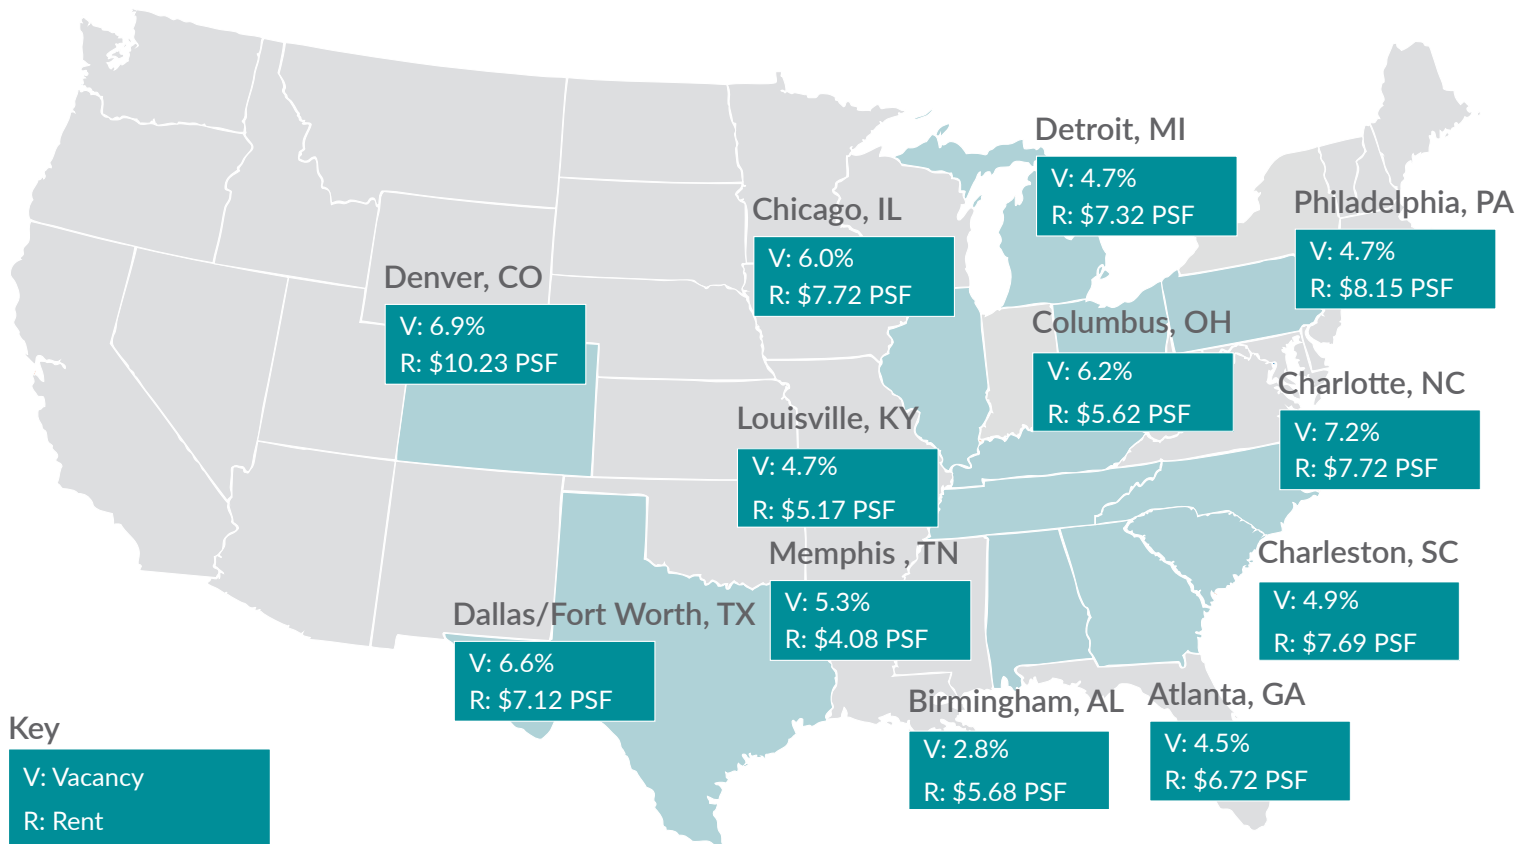 Detroit, MI
V: 4.7%
R: $7.32 PSF
Chicago, IL
V: 6.0%
R: $7.72 PSF
Philadelphia, PA
V: 4.7%
R: $8.15 PSF
Denver, CO
V: 6.9%
R: $10.23 PSF
Columbus, OH
V: 6.2%
R: $5.62 PSF
Charlotte, NC
V: 7.2%
R: $7.72 PSF
Louisville, KY
V: 4.7%
R: $5.17 PSF
Memphis , TN
V: 5.3%
R: $4.08 PSF
Charleston, SC
V: 4.9%
R: $7.69 PSF
Dallas/Fort Worth, TX
V: 6.6%
R: $7.12 PSF
Birmingham, AL
V: 2.8%
R: $5.68 PSF
Atlanta, GA
V: 4.5%
R: $6.72 PSF
Key
V: Vacancy
R: Rent